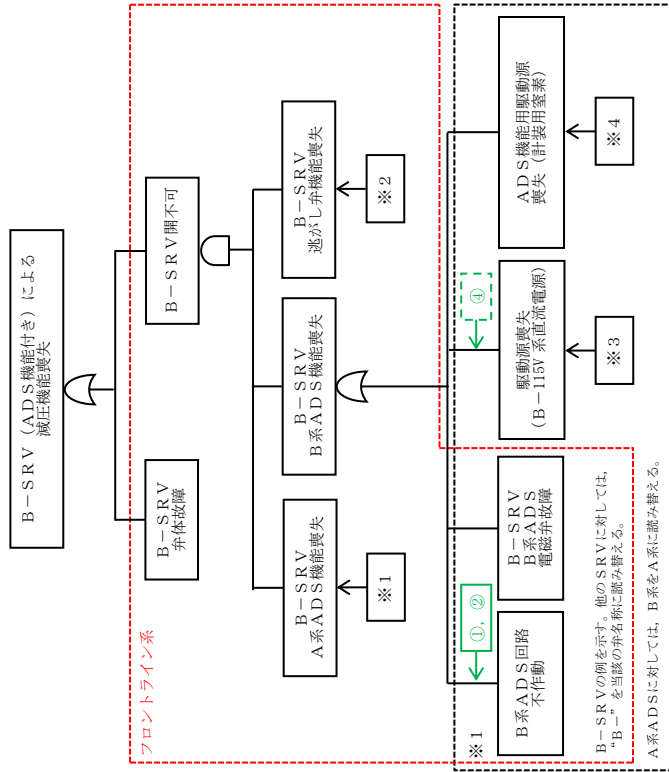 B－SRV（ADS機能付き）による
減圧機能喪失
フロントライン系
B－SRV
弁体故障
B－SRV開不可
B－SRV
A系ADS機能喪失
B－SRV
B系ADS機能喪失
B－SRV
逃がし弁機能喪失
※1
※2
※1
①，②
④
B系ADS回路
不作動
B－SRV
B系ADS
電磁弁故障
駆動源喪失
（B－115V 系直流電源）
ADS機能用駆動源
喪失（計装用窒素）
※3
※4
B－SRVの例を示す。他のSRVに対しては，
“B－”を当該の弁名称に読み替える。
A系ADSに対しては，B系をA系に読み替える。